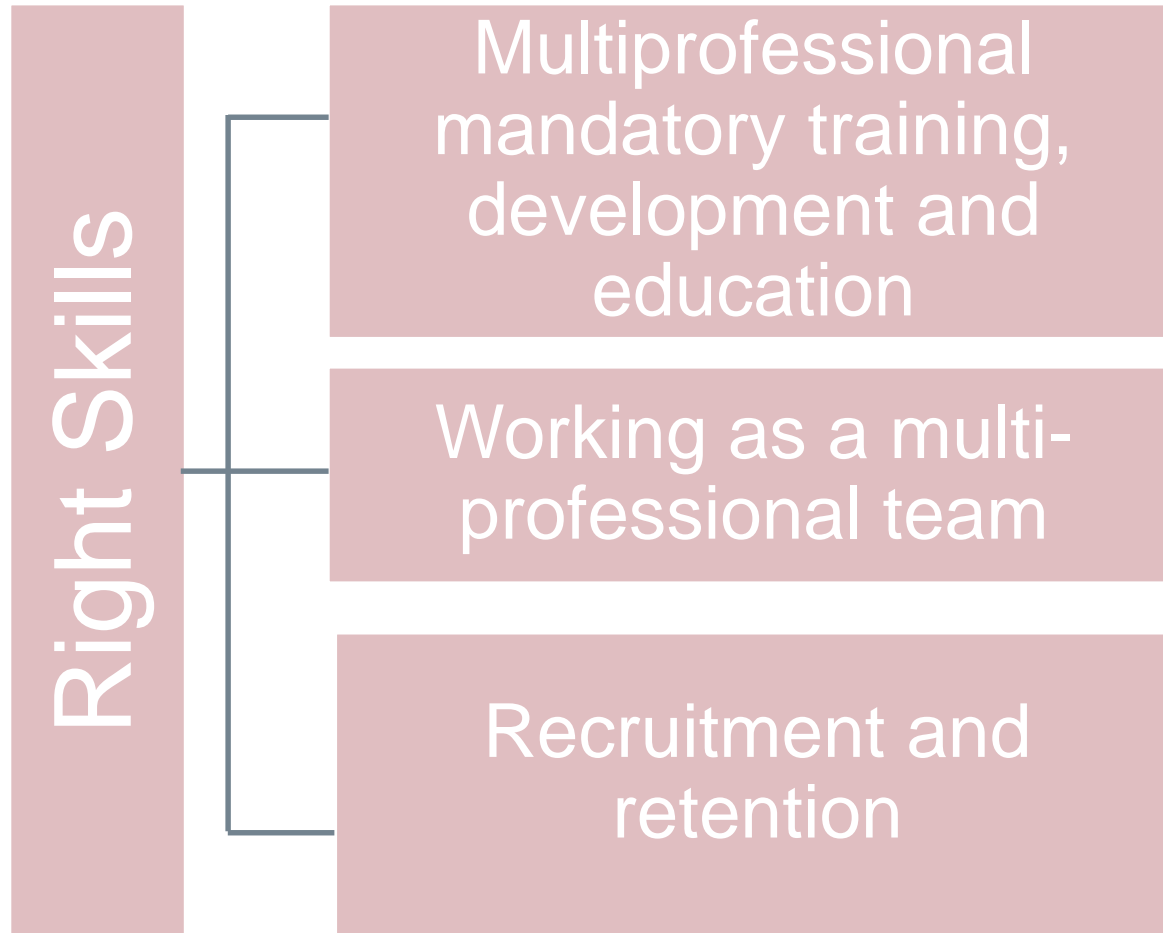 Right Skills
Multiprofessional
mandatory training,
development and
education
Working as a multi-
professional team
Recruitment and
retention